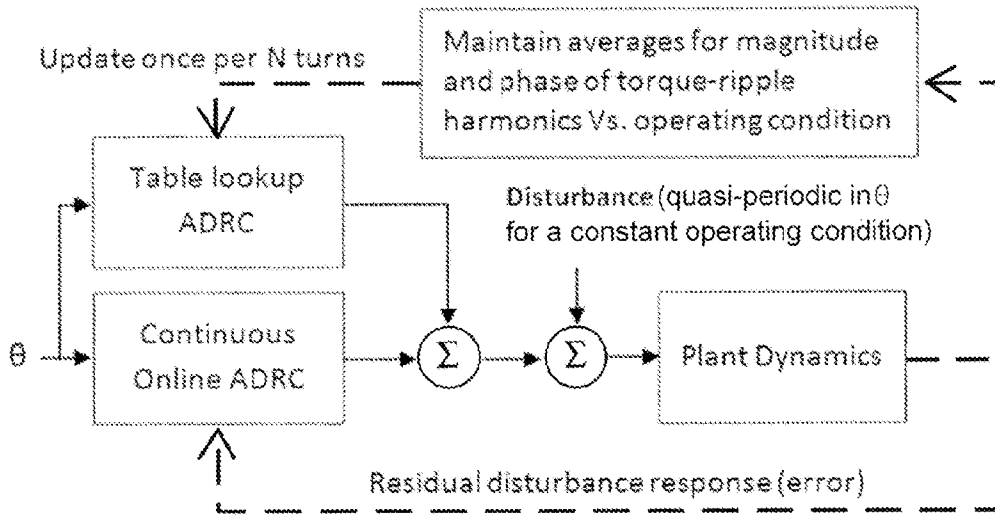 Update once per N turns
Maintain averages for magnitude
and phase of torque-ripple
harmonics Vs. operating condition
Table lookup
ADRC
Disturbance (quasi-periodic in θ
for a constant operating condition)
θ
Continuous
Online ADRC
Σ
Σ
Plant Dynamics
Residual disturbance response (error)